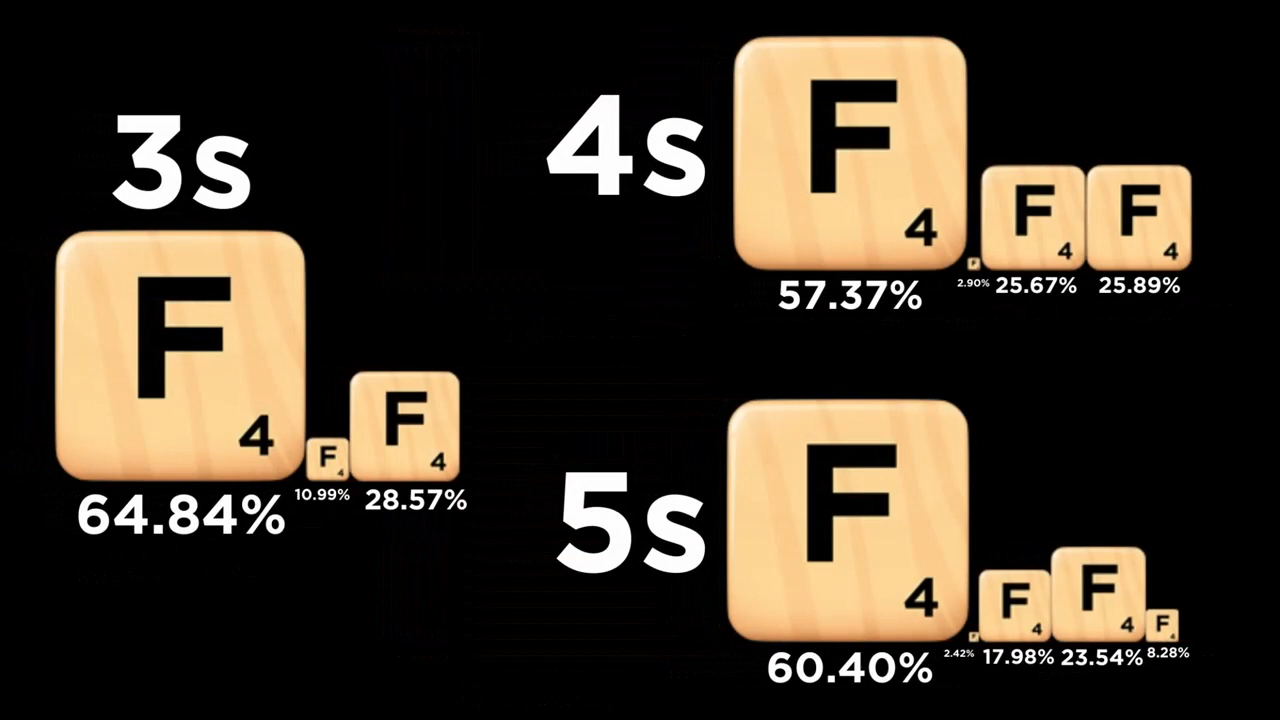 3s
F
4
F
4
F
4
64.84% 10.99% 28.57%
4s
F
4
F
F
4
F
4
57.37% 2.90% 25.67% 25.89%
5s
F
4
F
F
4
F
4
F
4
60.40% 2.42% 17.98% 23.54% 8.28%